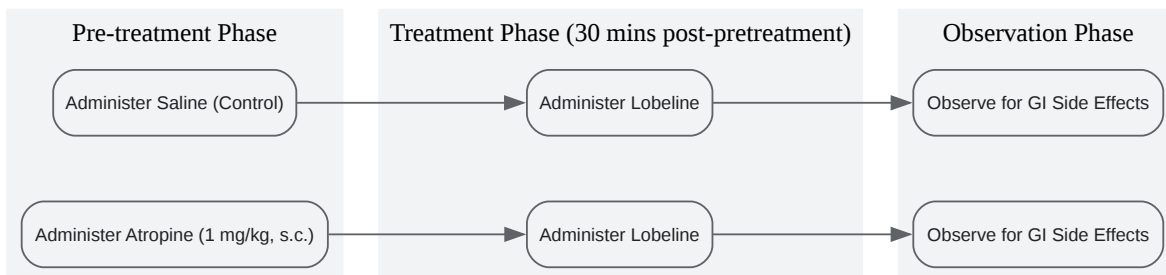 Pre-treatment Phase
Treatment Phase (30 mins post-pretreatment)
Observation Phase
Administer Saline (Control)
Administer Lobeline
Observe for GI Side Effects
Administer Atropine (1 mg/kg, s.c.)
Administer Lobeline
Observe for GI Side Effects